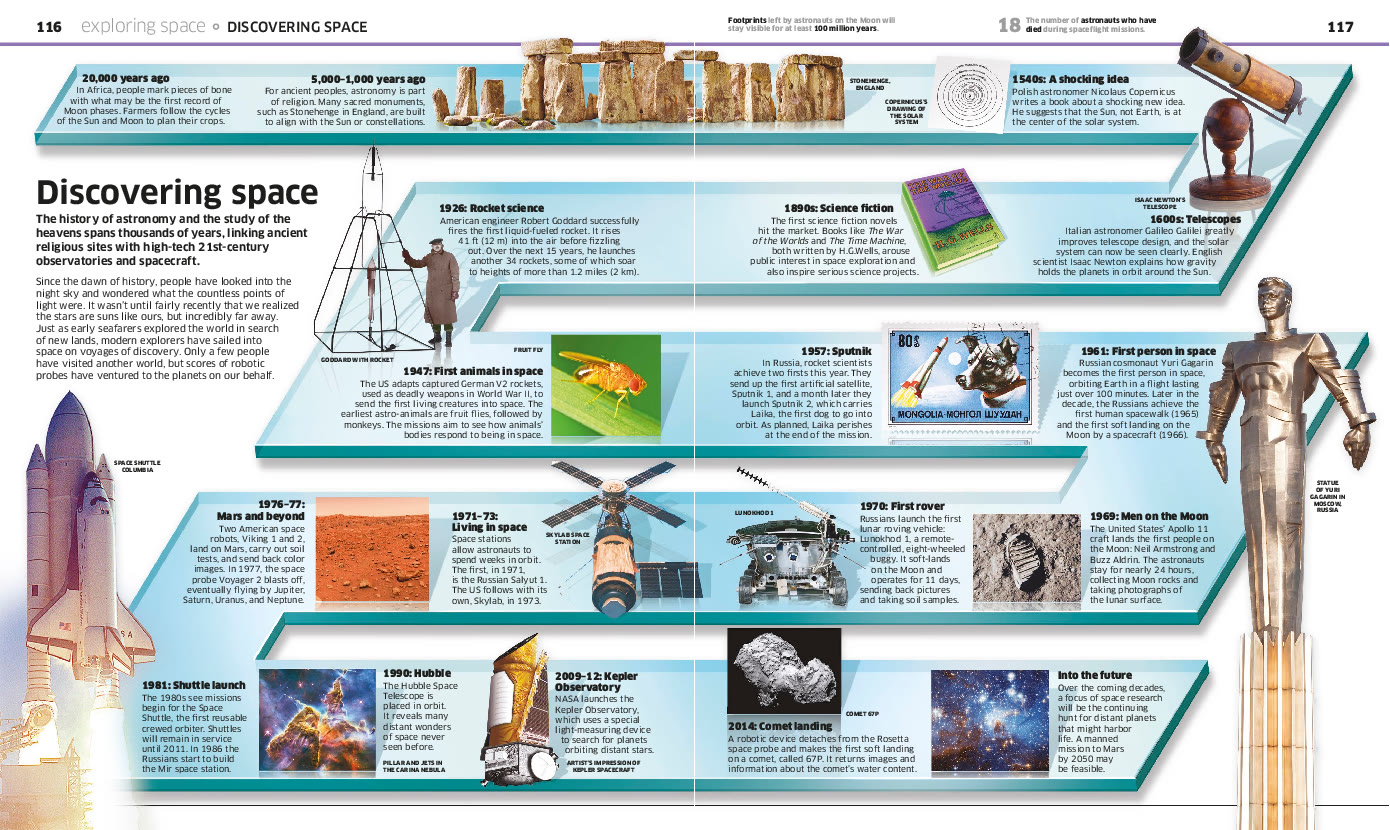 116 exploring space DISCOVERING SPACE
Footprints left by astronauts on the Moon will
stay visible for at least 100 million years.
18 The number of astronauts who have
died during spaceflight missions.
117
20,000 years ago
In Africa, people mark pieces of bone
with what may be the first record of
Moon phases. Farmers follow the cycles
of the Sun and Moon to plan their crops.
5,000–1,000 years ago
For ancient peoples, astronomy is part
of religion. Many sacred monuments,
such as Stonehenge in England, are built
to align with the Sun or constellations.
STONEHENGE,
ENGLAND
COPERNICUS'S
DRAWING OF
THE SOLAR
SYSTEM
1540s: A shocking idea
Polish astronomer Nicolaus Copernicus
writes a book about a shocking new idea.
He suggests that the Sun, not Earth, is at
the center of the solar system.
Discovering space
The history of astronomy and the study of the
heavens spans thousands of years, linking ancient
religious sites with high-tech 21st-century
observatories and spacecraft.
Since the dawn of history, people have looked into the
night sky and wondered what the countless points of
light were. It wasn't until fairly recently that we realized
the stars are suns like ours, but incredibly far away.
Just as early seafarers explored the world in search
of new lands, modern explorers have sailed into
space on voyages of discovery. Only a few people
have visited another world, but scores of robotic
probes have ventured to the planets on our behalf.
ISAAC NEWTON'S
TELESCOPE
1600s: Telescopes
Italian astronomer Galileo Galilei greatly
improves telescope design, and the solar
system can now be seen clearly. English
scientist Isaac Newton explains how gravity
holds the planets in orbit around the Sun.
1890s: Science fiction
The first science fiction novels
hit the market. Books like The War
of the Worlds and The Time Machine,
both written by H.G.Wells, arouse
public interest in space exploration and
also inspire serious science projects.
H.G.WELLS
1926: Rocket science
American engineer Robert Goddard successfully
fires the first liquid-fueled rocket. It rises
41 ft (12 m) into the air before fizzling
out. Over the next 15 years, he launches
another 34 rockets, some of which soar
to heights of more than 1.2 miles (2 km).
GODDARD WITH ROCKET
1947: First animals in space
The US adapts captured German V2 rockets,
used as deadly weapons in World War II, to
send the first living creatures into space. The
earliest astro-animals are fruit flies, followed by
monkeys. The missions aim to see how animals'
bodies respond to being in space.
FRUIT FLY
1957: Sputnik
In Russia, rocket scientists
achieve two firsts this year. They
send up the first artificial satellite,
Sputnik 1, and a month later they
launch Sputnik 2, which carries
Laika, the first dog to go into
orbit. As planned, Laika perishes
at the end of the mission.
80
MONGOLIA-МОНГОЛ ШУУДАН
1961: First person in space
Russian cosmonaut Yuri Gagarin
becomes the first person in space,
orbiting Earth in a flight lasting
just over 100 minutes. Later in the
decade, the Russians achieve the
first human spacewalk (1965)
and the first soft landing on the
Moon by a spacecraft (1966).
STATUE
OF YURI
GAGARIN IN
MOSCOW,
RUSSIA
1969: Men on the Moon
The United States' Apollo 11
craft lands the first people on
the Moon: Neil Armstrong and
Buzz Aldrin. The astronauts
stay for nearly 24 hours,
collecting Moon rocks and
taking photographs of
the lunar surface.
1970: First rover
Russians launch the first
lunar roving vehicle:
Lunokhod 1, a remote-
controlled, eight-wheeled
buggy. It soft-lands
on the Moon and
operates for 11 days,
sending back pictures
and taking soil samples.
LUNOKHOD 1
SKYLAB SPACE
STATION
1971–73:
Living in space
Space stations
allow astronauts to
spend weeks in orbit.
The first, in 1971,
is the Russian Salyut 1.
The US follows with its
own, Skylab, in 1973.
1976–77:
Mars and beyond
Two American space
robots, Viking 1 and 2,
land on Mars, carry out soil
tests, and send back color
images. In 1977, the space
probe Voyager 2 blasts off,
eventually flying by Jupiter,
Saturn, Uranus, and Neptune.
SPACE SHUTTLE
COLUMBIA
1981: Shuttle launch
The 1980s see missions
begin for the Space
Shuttle, the first reusable
crewed orbiter. Shuttles
will remain in service
until 2011. In 1986 the
Russians start to build
the Mir space station.
1990: Hubble
The Hubble Space
Telescope is
placed in orbit.
It reveals many
distant wonders
of space never
seen before.
PILLAR AND JETS IN
THE CARINA NEBULA
2009–12: Kepler
Observatory
NASA launches the
Kepler Observatory,
which uses a special
light-measuring device
to search for planets
orbiting distant stars.
ARTIST'S IMPRESSION OF
KEPLER SPACECRAFT
COMET 67P
2014: Comet landing
A robotic device detaches from the Rosetta
space probe and makes the first soft landing
on a comet, called 67P. It returns images and
information about the comet's water content.
Into the future
Over the coming decades,
a focus of space research
will be the continuing
hunt for distant planets
that might harbor
life. A manned
mission to Mars
by 2050 may
be feasible.